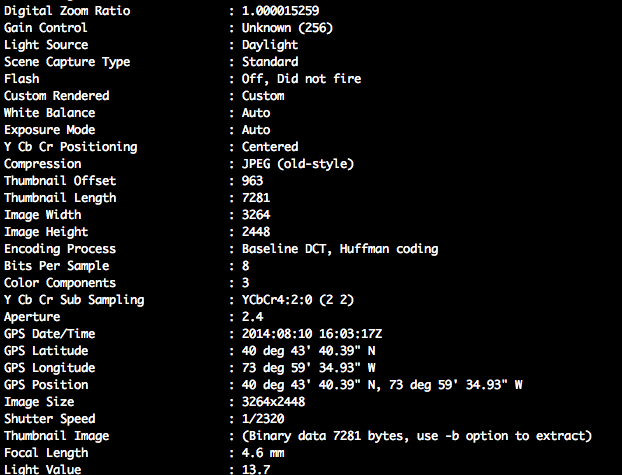 Digital Zoom Ratio : 1.000015259
Gain Control : Unknown (256)
Light Source : Daylight
Scene Capture Type : Standard
Flash : Off, Did not fire
Custom Rendered : Custom
White Balance : Auto
Exposure Mode : Auto
Y Cb Cr Positioning : Centered
Compression : JPEG (old-style)
Thumbnail Offset : 963
Thumbnail Length : 7281
Image Width : 3264
Image Height : 2448
Encoding Process : Baseline DCT, Huffman coding
Bits Per Sample : 8
Color Components : 3
Y Cb Cr Sub Sampling : YCbCr4:2:0 (2 2)
Aperture : 2.4
GPS Date/Time : 2014:08:10 16:03:17Z
GPS Latitude : 40 deg 43' 40.39" N
GPS Longitude : 73 deg 59' 34.93" W
GPS Position : 40 deg 43' 40.39" N, 73 deg 59' 34.93" W
Image Size : 3264x2448
Shutter Speed : 1/2320
Thumbnail Image : (Binary data 7281 bytes, use -b option to extract)
Focal Length : 4.6 mm
Light Value : 13.7